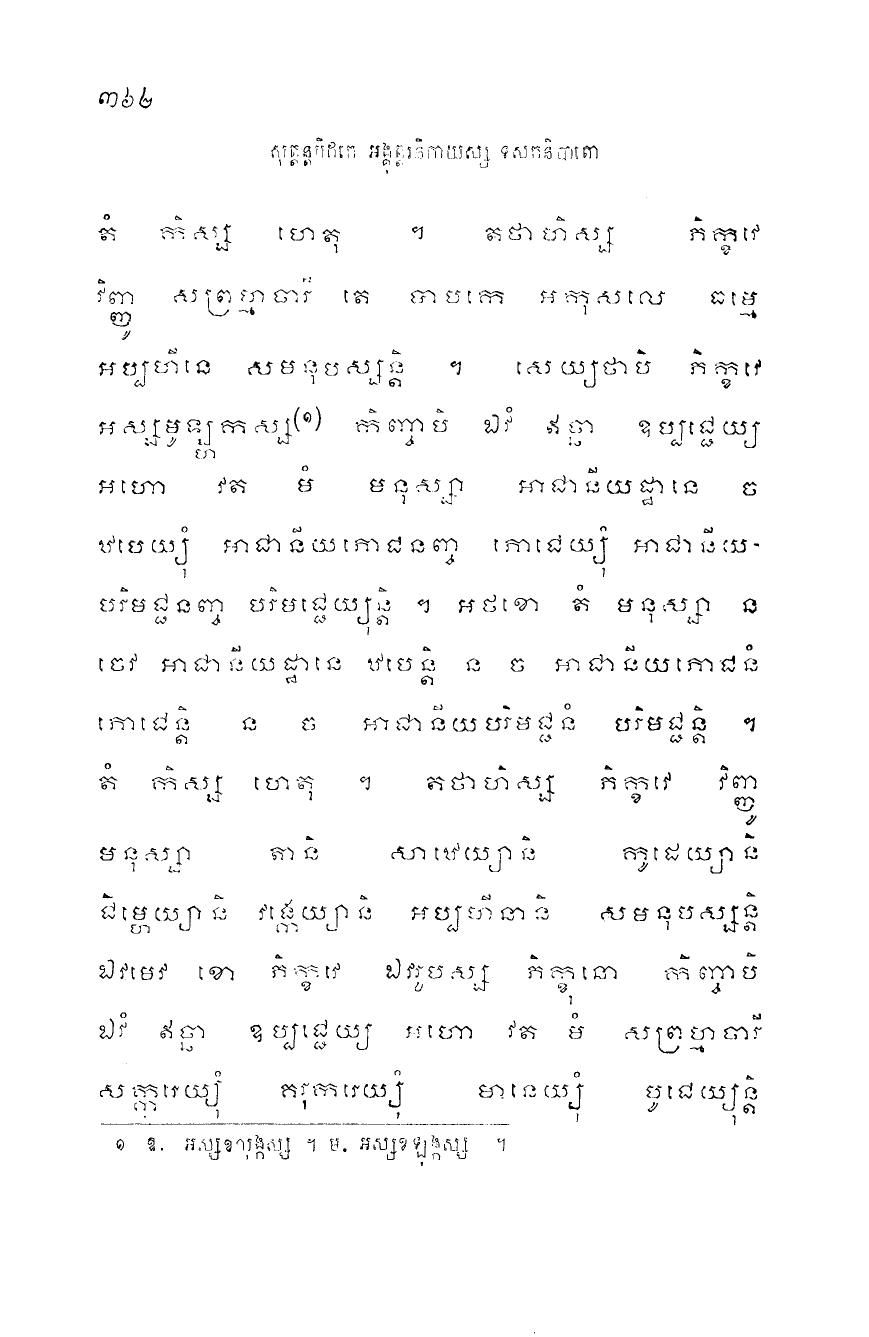 ៣៦២
សុត្តន្តបិដកេ អង្គុត្តរនិកាយស្ស ទសកនិបាតោ
តំ កិស្ស ហេតុ ។ តថាហិស្ស ភិក្ខវេ
វិញ្ញូ សព្រហ្មចារី តេ បាបកេ អកុសលេ ធម្មេ
អប្បហីនេ សមនុបស្សន្តិ ។ សេយ្យថាបិ ភិក្ខវេ
អស្សមូឡ្ហកស្ស(១) កិញ្ចាបិ ឯវំ ឥច្ឆា ឧប្បជ្ជេយ្យ
អហោ វត មំ មនុស្សា អាជានីយដ្ឋានេ ច
ឋបេយ្យុំ អាជានីយភោជនញ្ច ភោជេយ្យុំ អាជានីយ-
បរិមជ្ជនញ្ច បរិមជ្ជេយ្យុន្តិ ។ អថខោ តំ មនុស្សា ន
ចេវ អាជានីយដ្ឋានេ ឋបេន្តិ ន ច អាជានីយភោជនំ
ភោជេន្តិ ន ច អាជានីយបរិមជ្ជនំ បរិមជ្ជន្តិ ។
តំ កិស្ស ហេតុ ។ តថាហិស្ស ភិក្ខវេ វិញ្ញូ
មនុស្សា តានិ សាឋេយ្យានិ កូដេយ្យានិ
ជិម្ហេយ្យានិ វង្កេយ្យានិ អប្បហីនានិ សមនុបស្សន្តិ
ឯវមេវ ខោ ភិក្ខវេ ឯវរូបស្ស ភិក្ខុនោ កិញ្ចាបិ
ឯវំ ឥច្ឆា ឧប្បជ្ជេយ្យ អហោ វត មំ សព្រហ្មចារី
សក្ការេយ្យុំ គរុការេយ្យុំ មានេយ្យុំ បូជេយ្យុន្តិ
១ ឱ. អស្សខលុង្កស្ស ។ ម. អស្សខឡុង្កស្ស ។